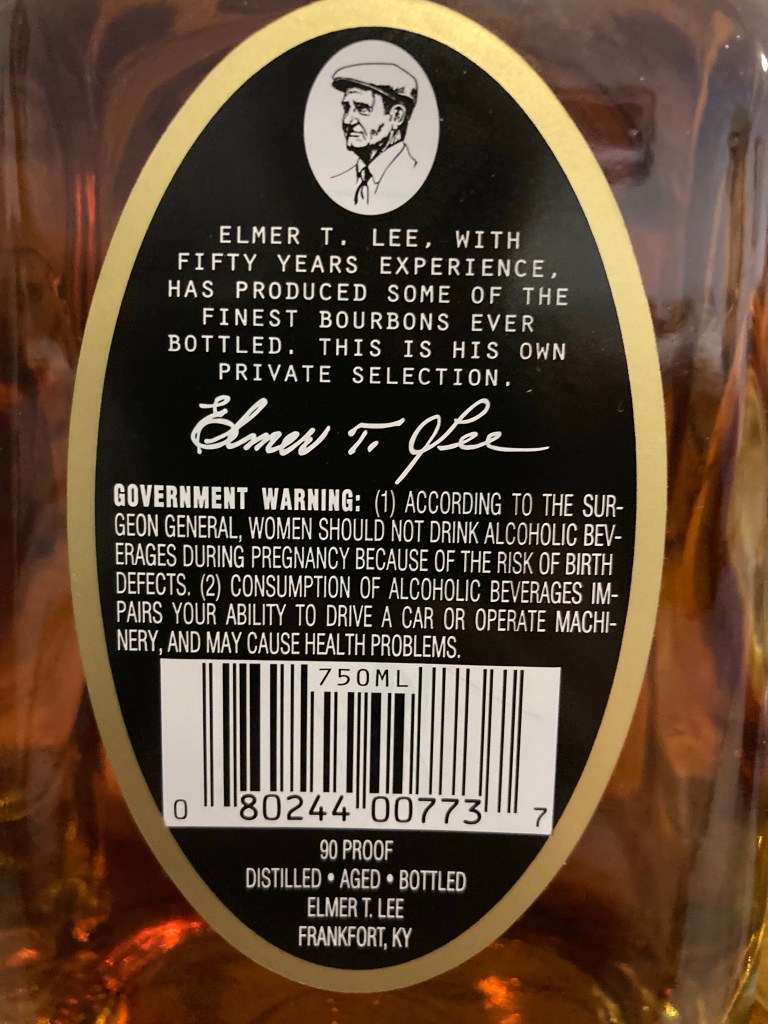 ELMER T. LEE, WITH
FIFTY YEARS EXPERIENCE,
HAS PRODUCED SOME OF THE
FINEST BOURBONS EVER
BOTTLED. THIS IS HIS OWN
PRIVATE SELECTION.
Elmer T. Lee
GOVERNMENT WARNING: (1) ACCORDING TO THE SUR-
GEON GENERAL, WOMEN SHOULD NOT DRINK ALCOHOLIC BEV-
ERAGES DURING PREGNANCY BECAUSE OF THE RISK OF BIRTH
DEFECTS. (2) CONSUMPTION OF ALCOHOLIC BEVERAGES IM-
PAIRS YOUR ABILITY TO DRIVE A CAR OR OPERATE MACHI-
NERY, AND MAY CAUSE HEALTH PROBLEMS.
750ML
0 80244 00773 7
90 PROOF
DISTILLED • AGED • BOTTLED
ELMER T. LEE
FRANKFORT, KY